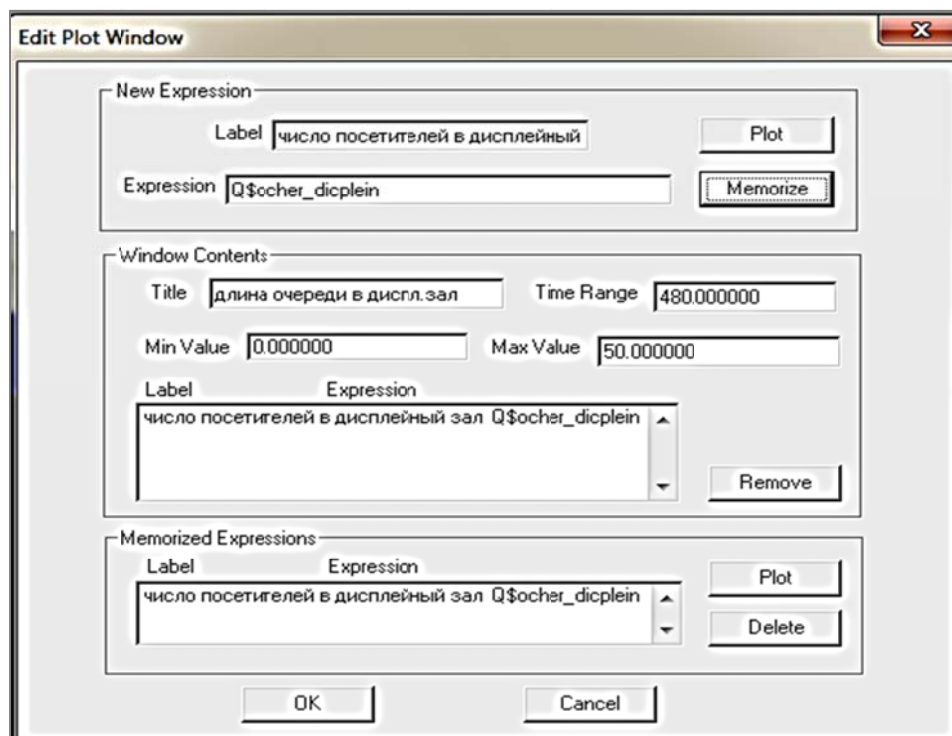 Edit Plot Window
New Expression
Label число посетителей в дисплейный Plot
Expression Q$ocher_dicplein Memorize
Window Contents
Title длина очереди в диспл.зал Time Range 480.000000
Min Value 0.000000 Max Value 50.000000
Label Expression
число посетителей в дисплейный зал Q$ocher_dicplein
Remove
Memorized Expressions
Label Expression
Plot
число посетителей в дисплейный зал Q$ocher_dicplein
Delete
OK Cancel